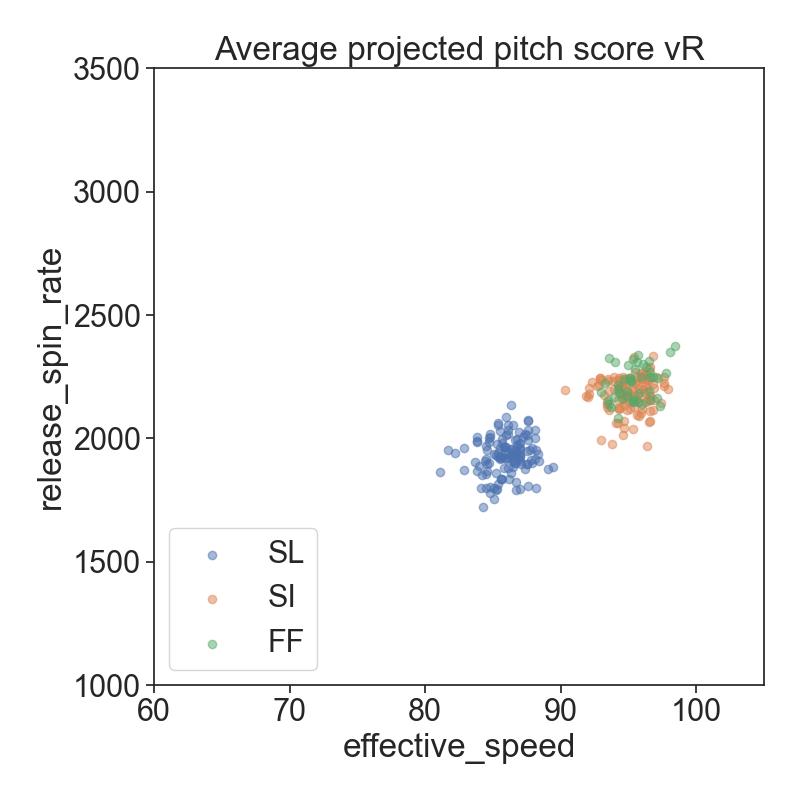 Average projected pitch score vR
3500
3000
2500
2000
1500
1000
release_spin_rate
SL
SI
FF
60
70
80
90
100
effective_speed